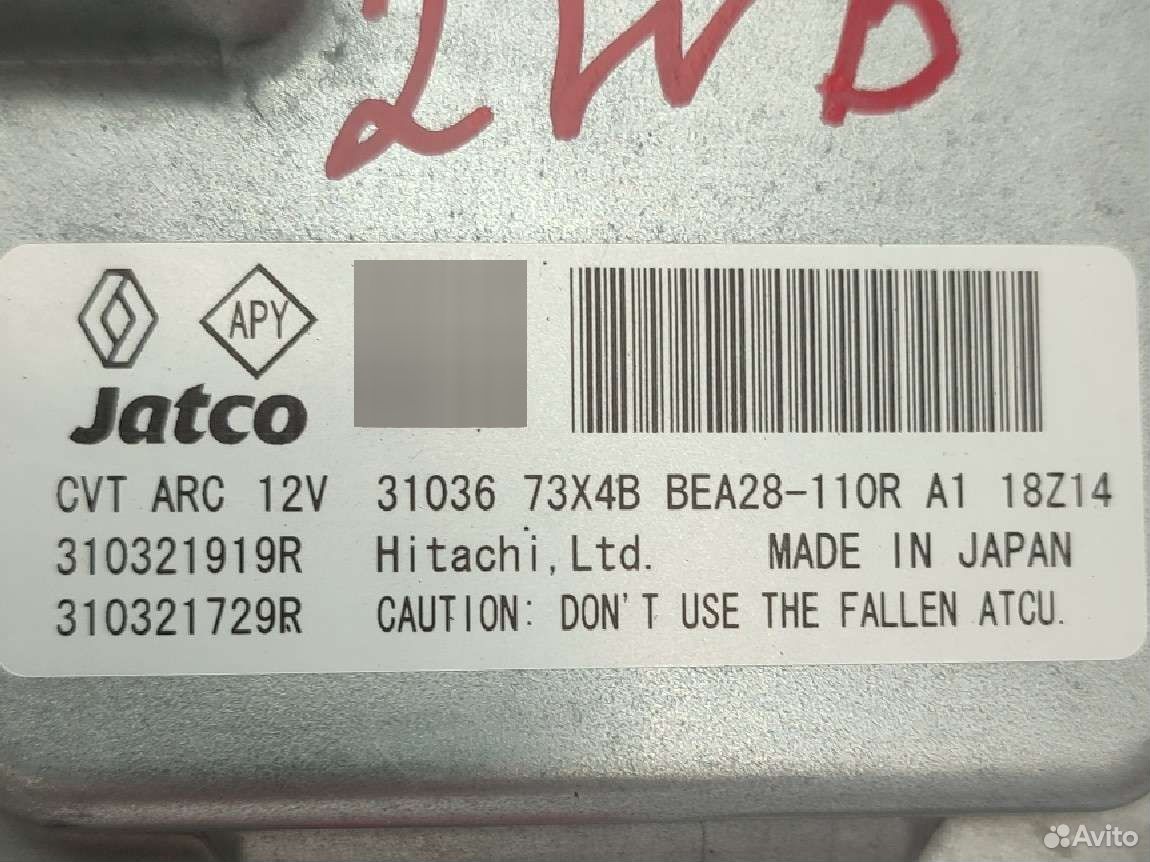 2WD
APY
Jatco
CVT ARC 12V 31036 73X4B BEA28-110R A1 18Z14
310321919R Hitachi,Ltd. MADE IN JAPAN
310321729R CAUTION: DON'T USE THE FALLEN ATCU.
Avito